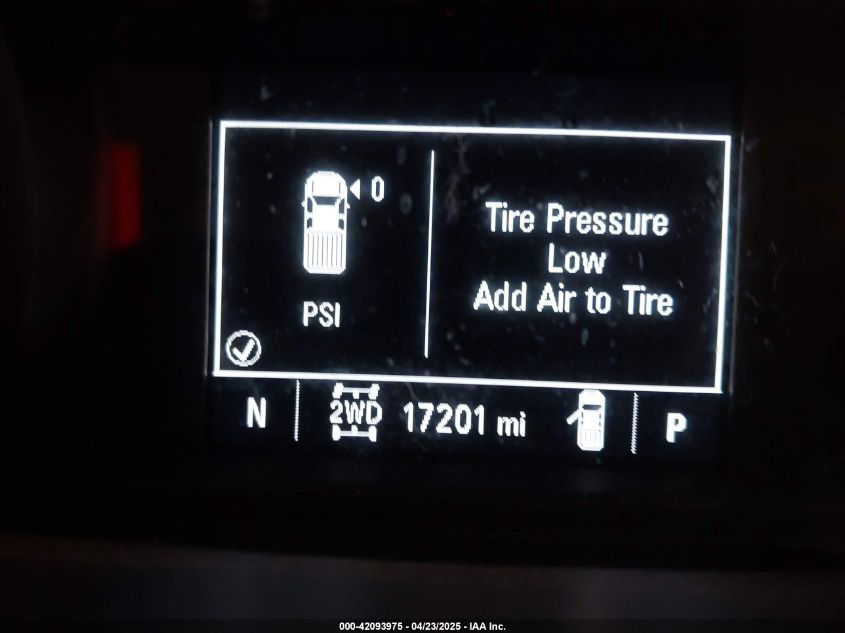 0
PSI
Tire Pressure
Low
Add Air to Tire
N 2WD 17201 mi P
000-42093975 - 04/23/2025 - IAA Inc.